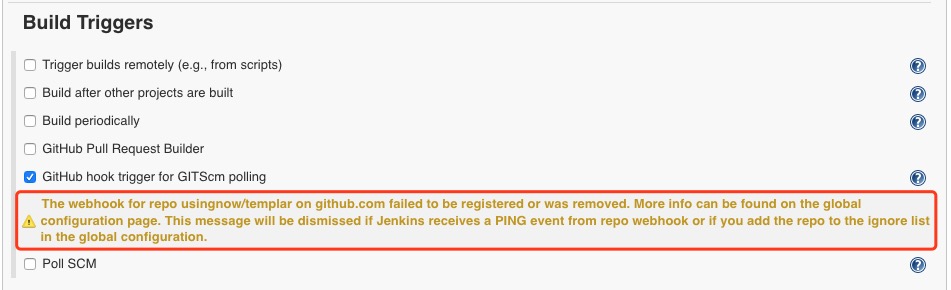 Build Triggers
Trigger builds remotely (e.g., from scripts)
Build after other projects are built
Build periodically
GitHub Pull Request Builder
GitHub hook trigger for GITScm polling
The webhook for repo usingnow/templar on github.com failed to be registered or was removed. More info can be found on the global
configuration page. This message will be dismissed if Jenkins receives a PING event from repo webhook or if you add the repo to the ignore list
in the global configuration.
Poll SCM